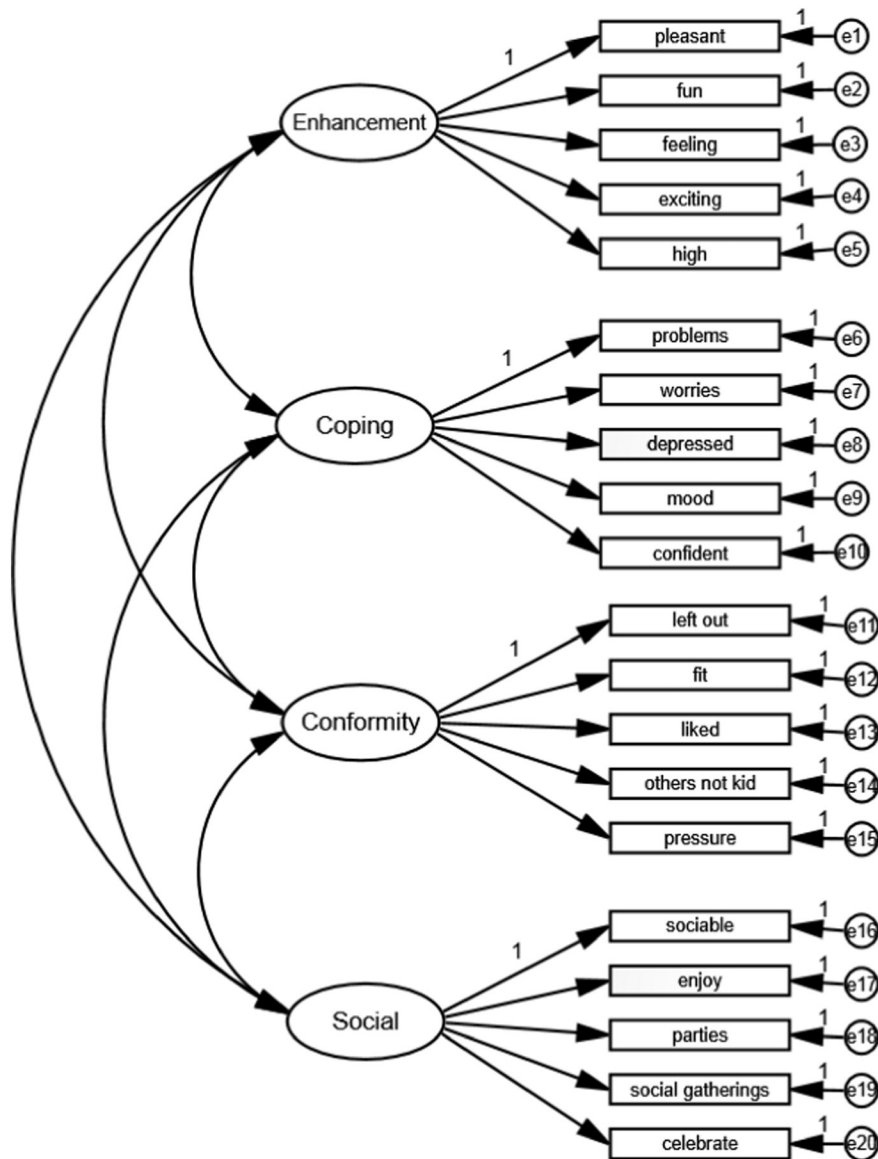 1
pleasant
1
e1
Enhancement
fun
1
e2
feeling
1
e3
exciting
1
e4
high
1
e5
1
problems
1
e6
Coping
worries
1
e7
depressed
1
e8
mood
1
e9
confident
1
e10
1
left out
1
e11
Conformity
fit
1
e12
liked
1
e13
others not kid
1
e14
pressure
1
e15
1
sociable
1
e16
Social
enjoy
1
e17
parties
1
e18
social gatherings
1
e19
celebrate
1
e20